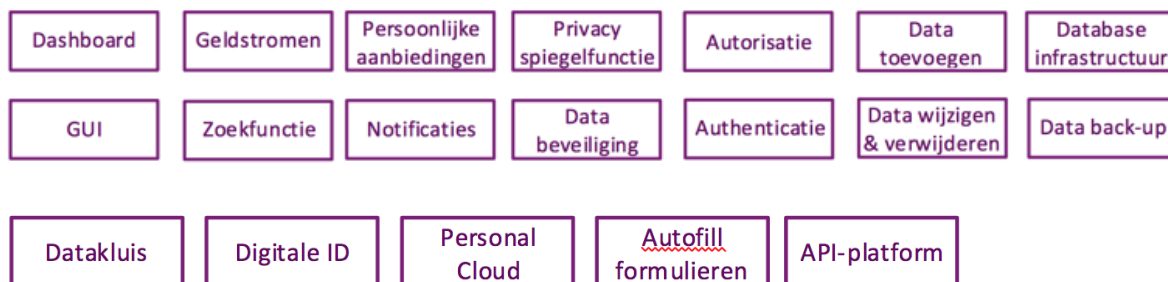 Dashboard
Geldstromen
Persoonlijke
aanbiedingen
Privacy
spiegelfunctie
Autorisatie
Data
toevoegen
Database
infrastructuur
GUI
Zoekfunctie
Notificaties
Data
beveiliging
Authenticatie
Data wijzigen
& verwijderen
Data back-up
Datakluis
Digitale ID
Personal
Cloud
Autofill
formulieren
API-platform